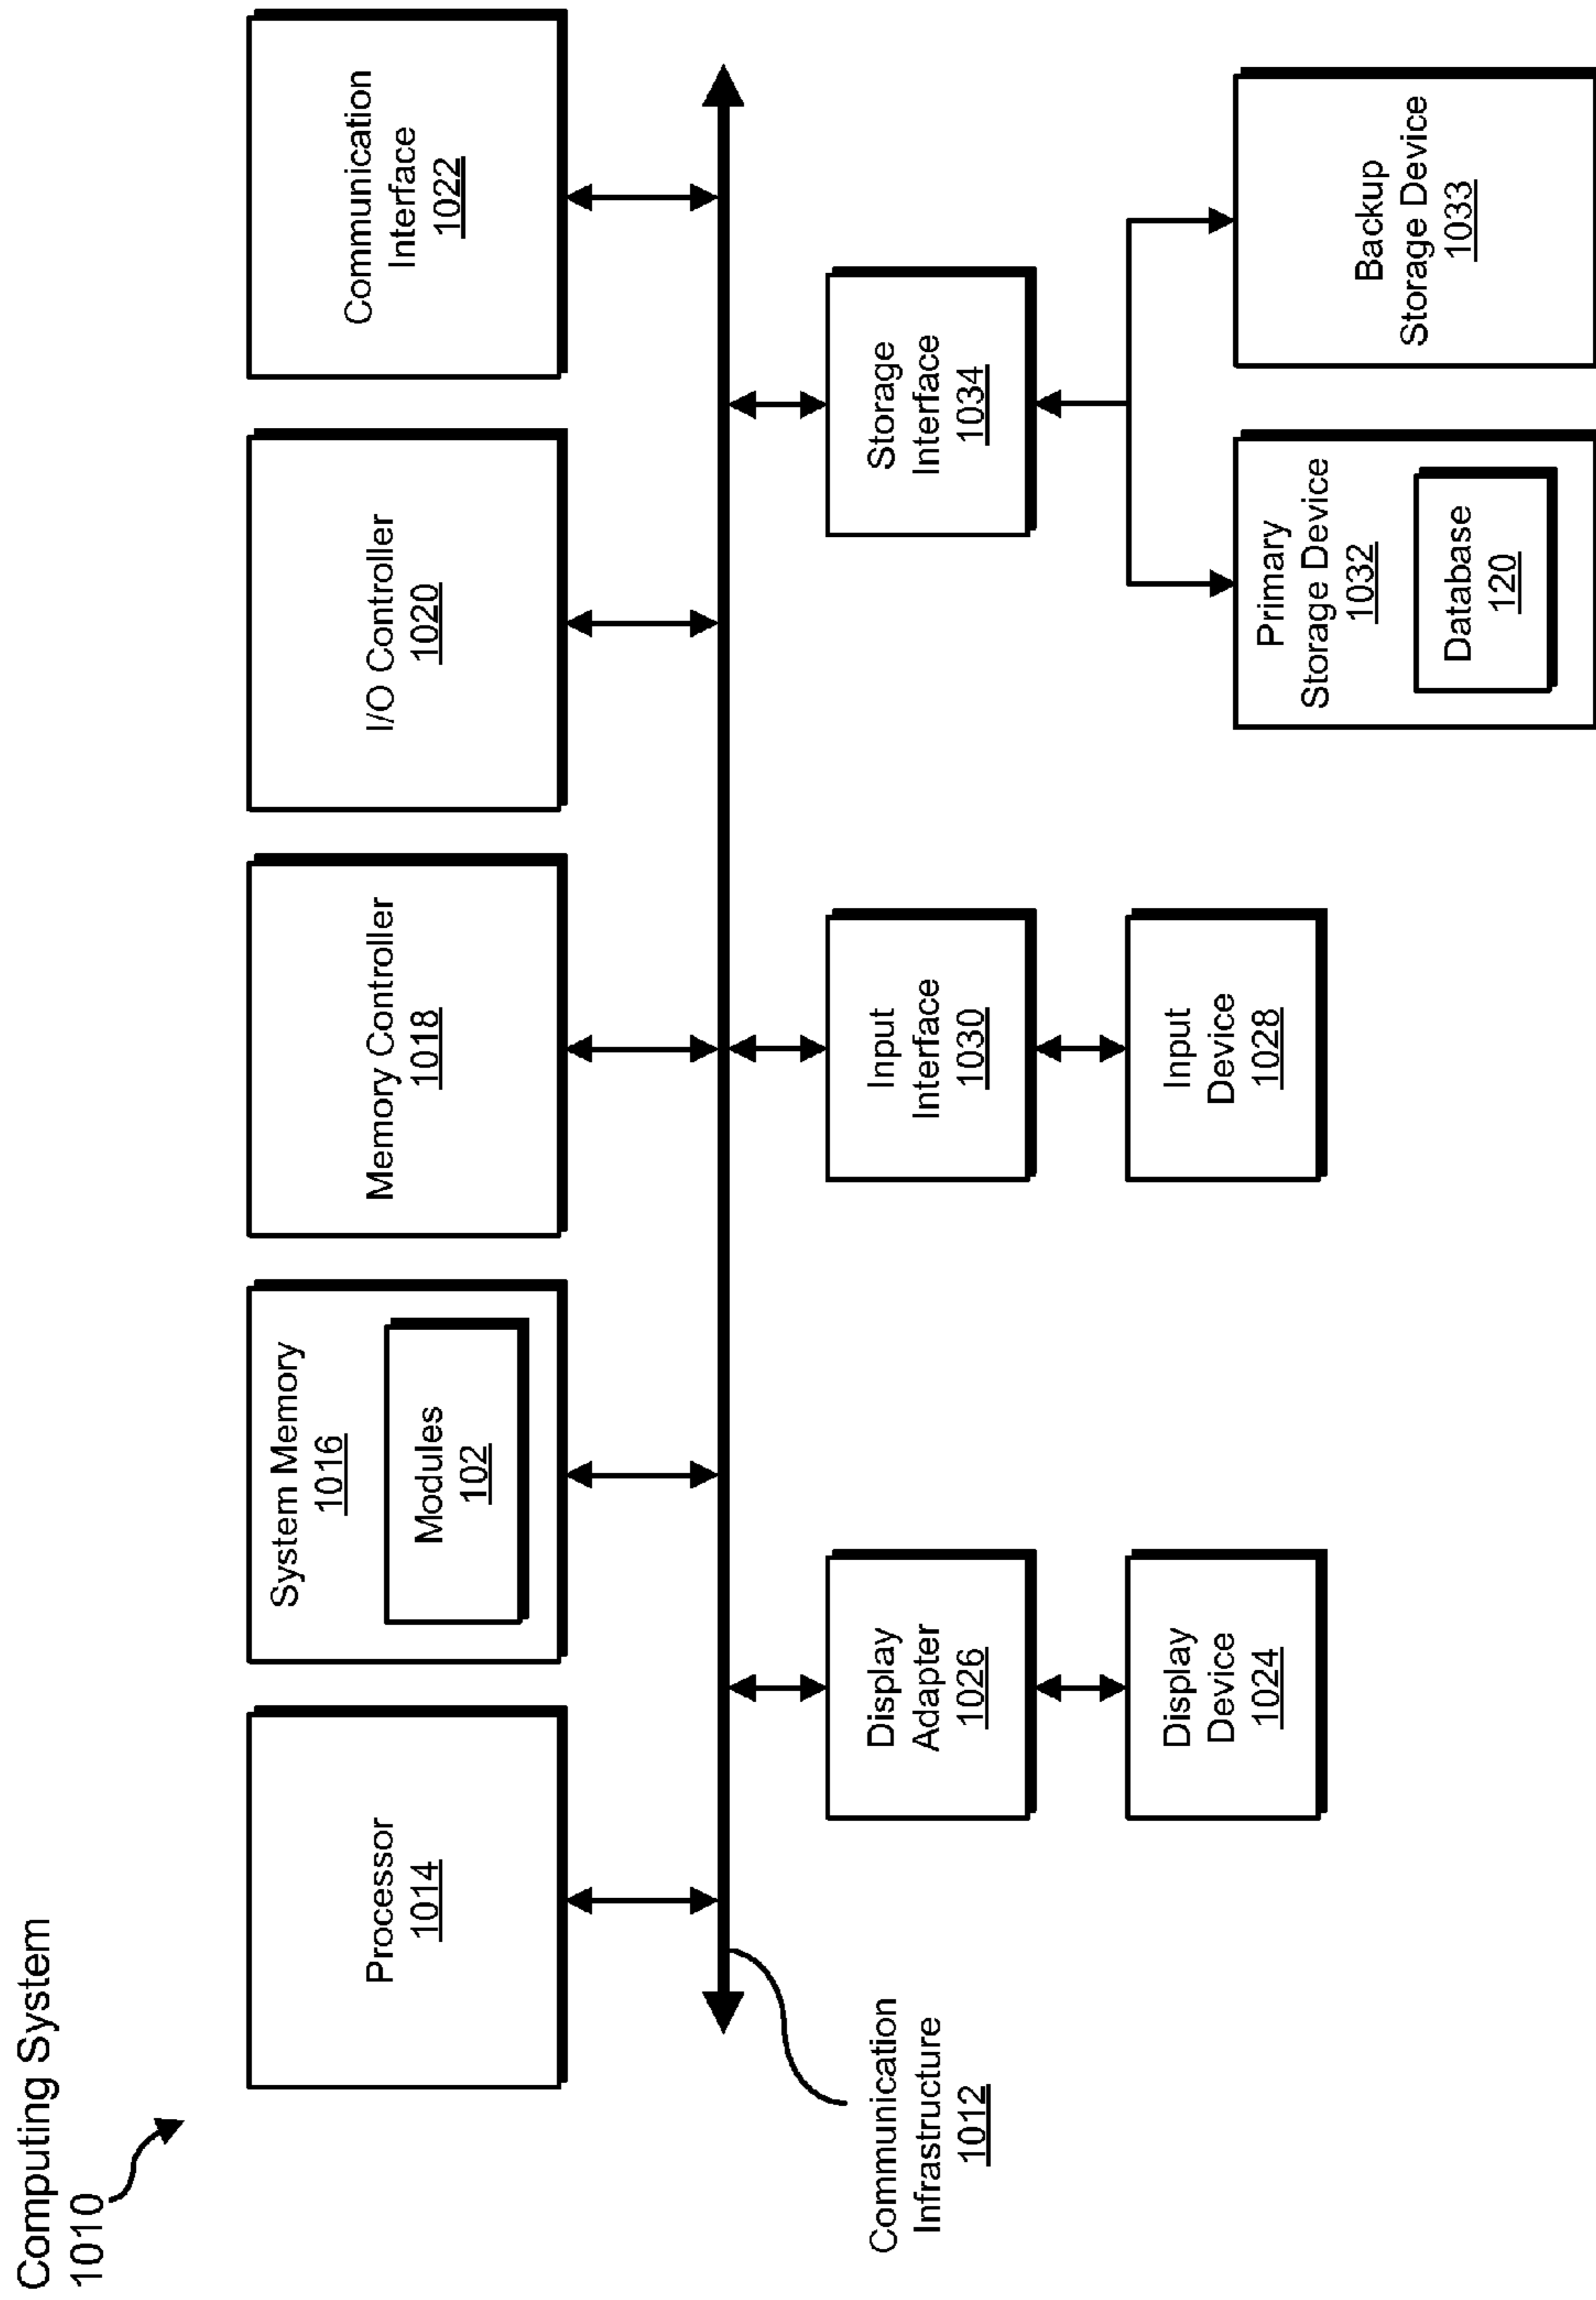 Computing System
1010
Processor
1014
System Memory
1016
Modules
102
Memory Controller
1018
I/O Controller
1020
Communication
Interface
1022
Communication
Infrastructure
1012
Display
Adapter
1026
Input
Interface
1030
Storage
Interface
1034
Display
Device
1024
Input
Device
1028
Primary
Storage Device
1032
Database
120
Backup
Storage Device
1033